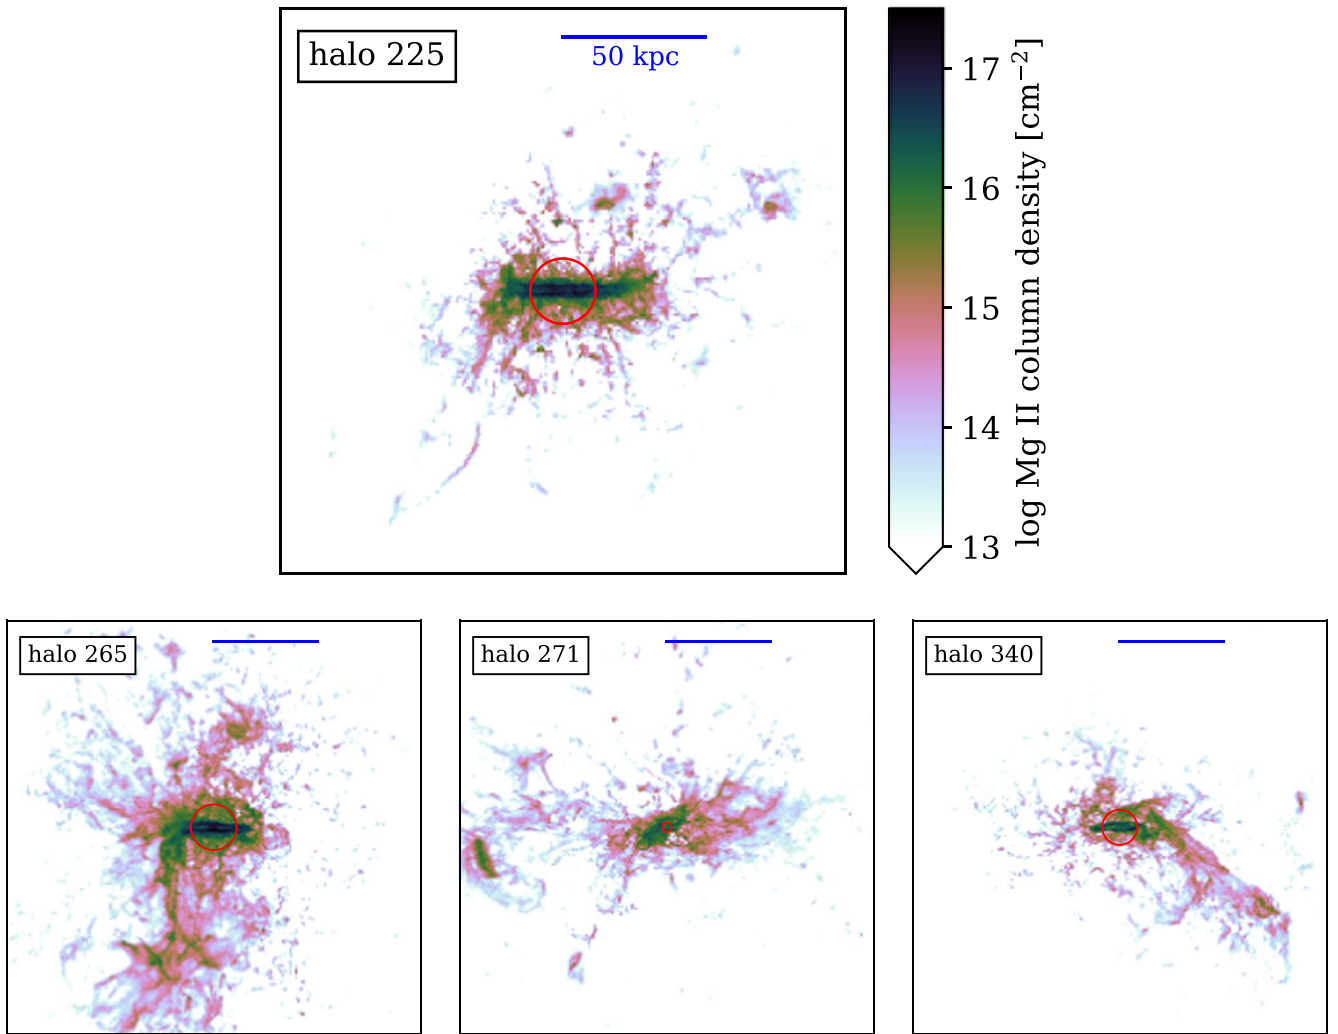 halo 225
50 kpc
17
16
15
14
13
log Mg II column density [cm⁻²]
halo 265
halo 271
halo 340